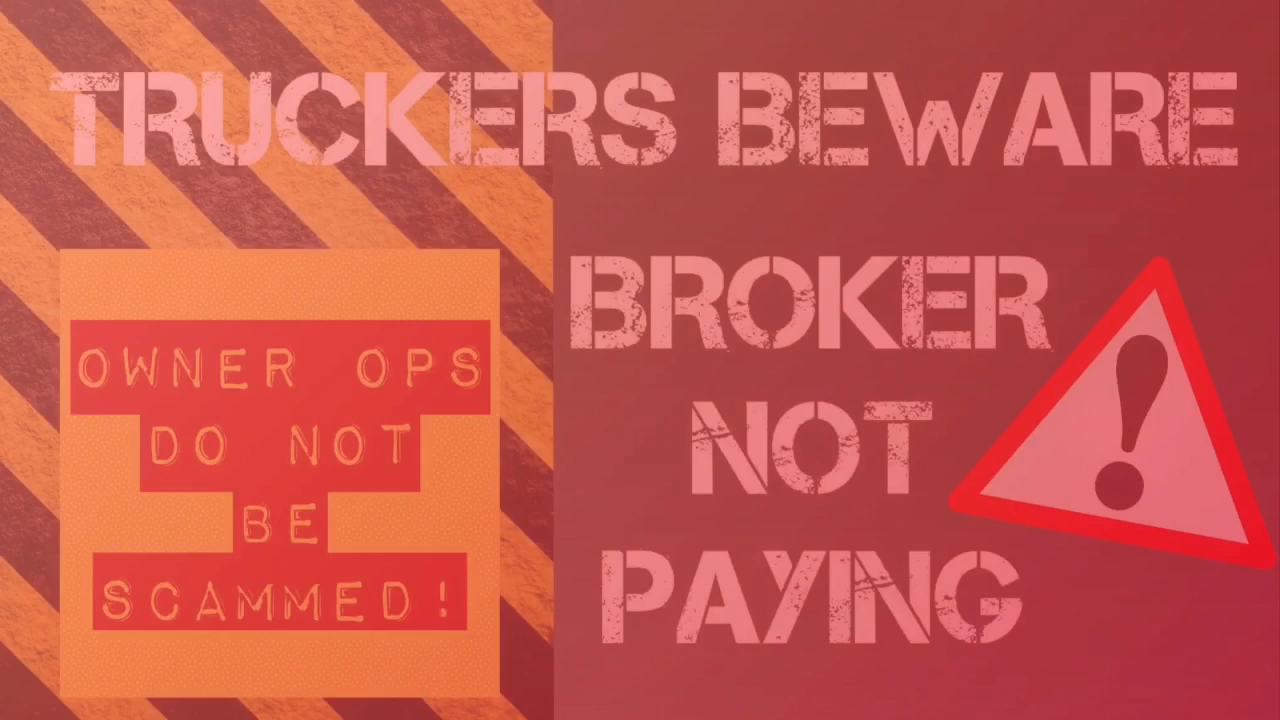 TRUCKERS BEWARE
OWNER OPS
DO NOT
BE
SCAMMED!
BROKER
NOT
PAYING